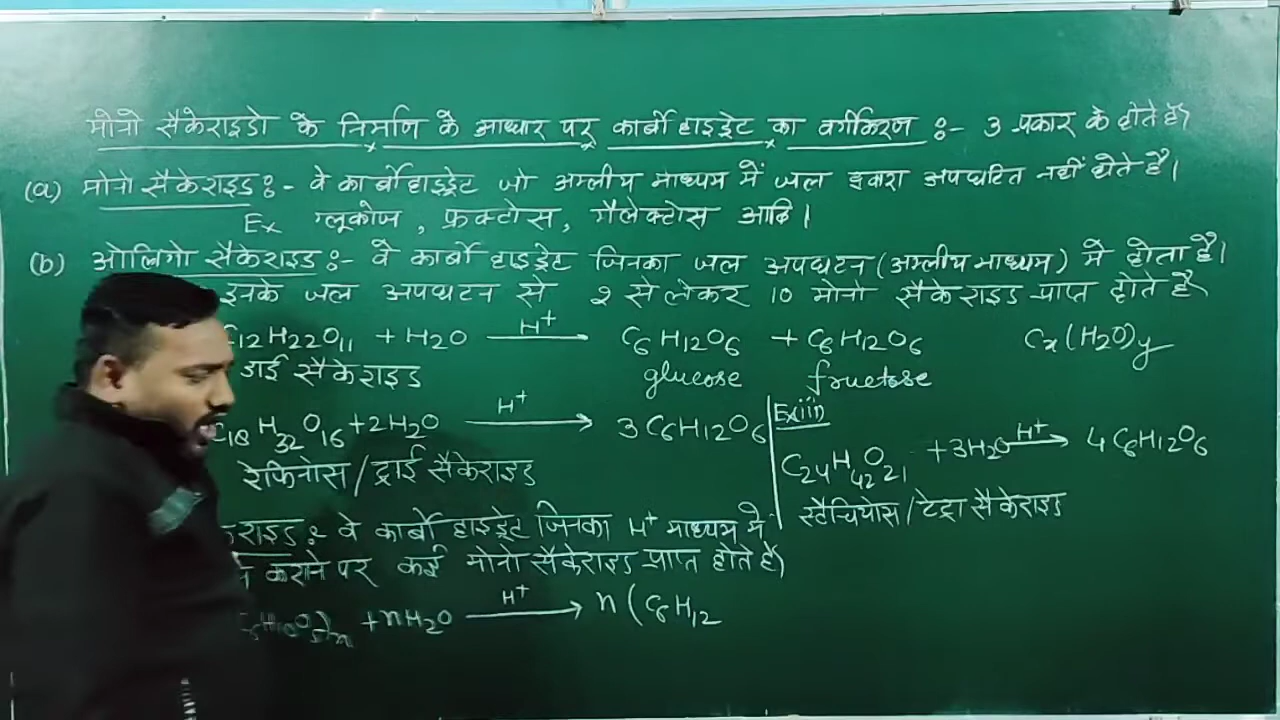 मोनो सैकेराइडो के निर्माण के आधार पर कार्बोहाइड्रेट का वर्गीकरण :- 3 प्रकार के होते है
(a) मोनो सैकेराइड :- वे कार्बोहाइड्रेट जो अम्लीय माध्यम में जल द्वारा अपघटित नहीं होते है।
Ex ग्लूकोज, फ्रक्टोस, गैलेक्टोस आदि।
(b) ओलिगो सैकेराइड :- वे कार्बोहाइड्रेट जिनका जल अपघटन (अम्लीय माध्यम) में होता है।
इनके जल अपघटन से 2 से लेकर 10 मोनो सैकेराइड प्राप्त होते है
C12H22O11 + H2O H+ → C6H12O6 + C6H12O6 Cx(H2O)y
डाई सैकेराइड glucose fructose
C18H32O16 + 2H2O H+ → 3C6H12O6
रेफिनोस/ट्राई सैकेराइड
Exiii)
C24H42O21 + 3H2O H+ → 4C6H12O6
स्टैचियोस/टेट्रा सैकेराइड
केराइड :- वे कार्बोहाइड्रेट जिनका H+ माध्यम में
कराने पर कई मोनो सैकेराइड प्राप्त होते है)
C6H10O5)n + nH2O H+ → n(C6H12